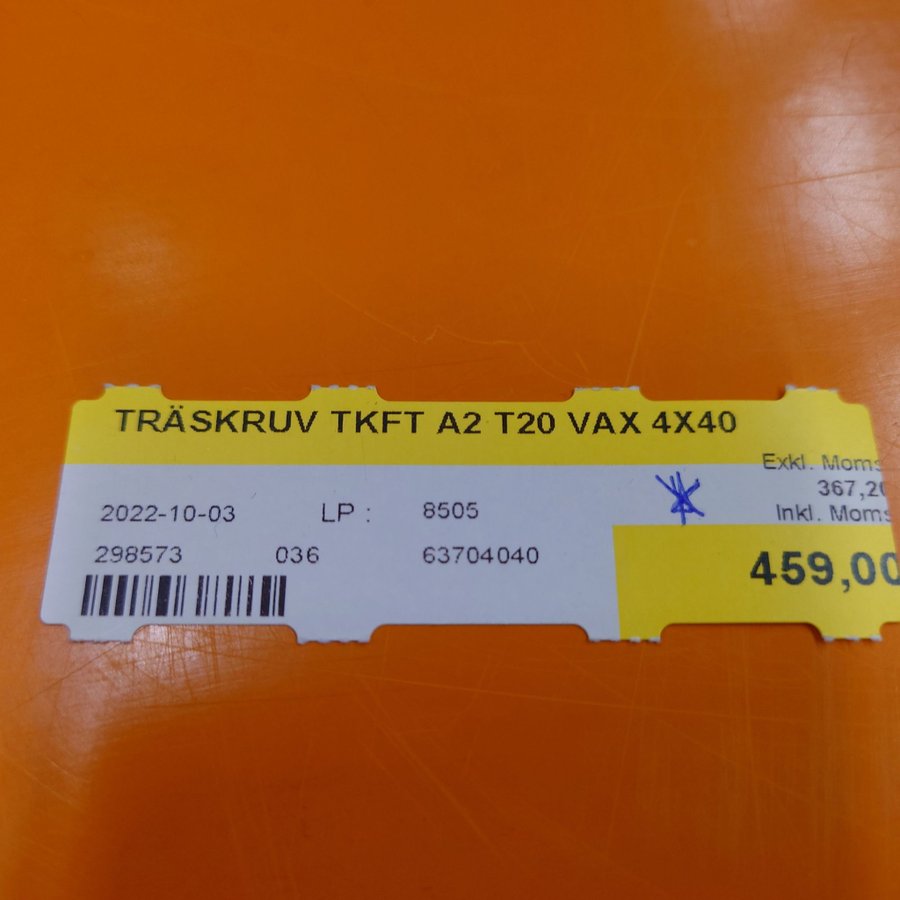 TRÄSKRUV TKFT A2 T20 VAX 4X40
Exkl. Moms
367,20
2022-10-03 LP : 8505
Inkl. Moms
298573 036 63704040
459,00